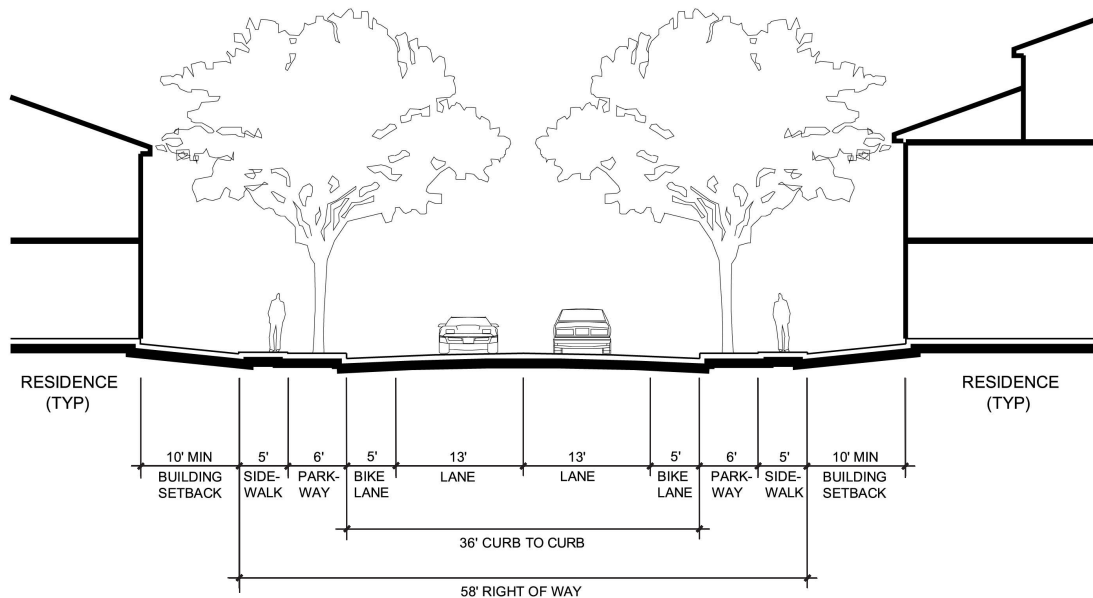 RESIDENCE
(TYP)
RESIDENCE
(TYP)
10' MIN
BUILDING
SETBACK
5'
SIDE-
WALK
6'
PARK-
WAY
5'
BIKE
LANE
13'
LANE
13'
LANE
5'
BIKE
LANE
6'
PARK-
WAY
5'
SIDE-
WALK
10' MIN
BUILDING
SETBACK
36' CURB TO CURB
58' RIGHT OF WAY